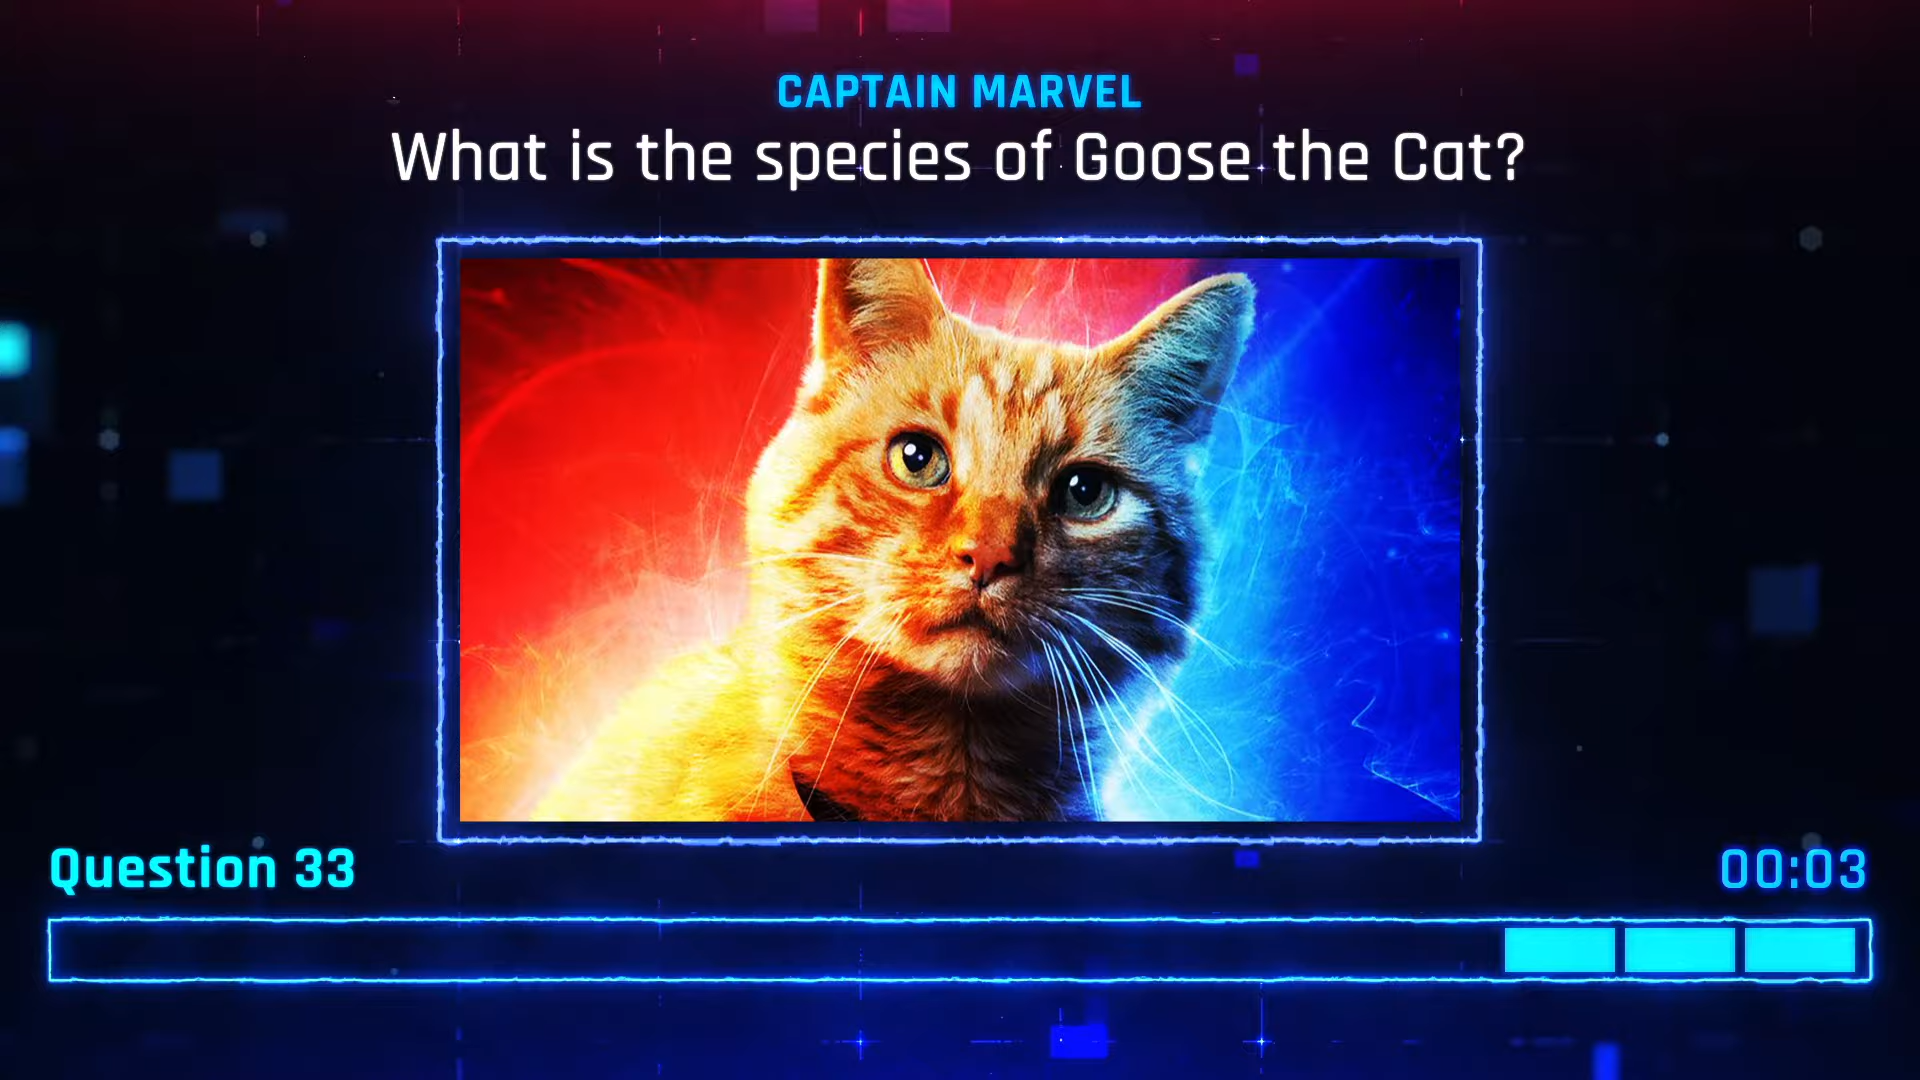 CAPTAIN MARVEL
What is the species of Goose the Cat?
Question 33
00:03